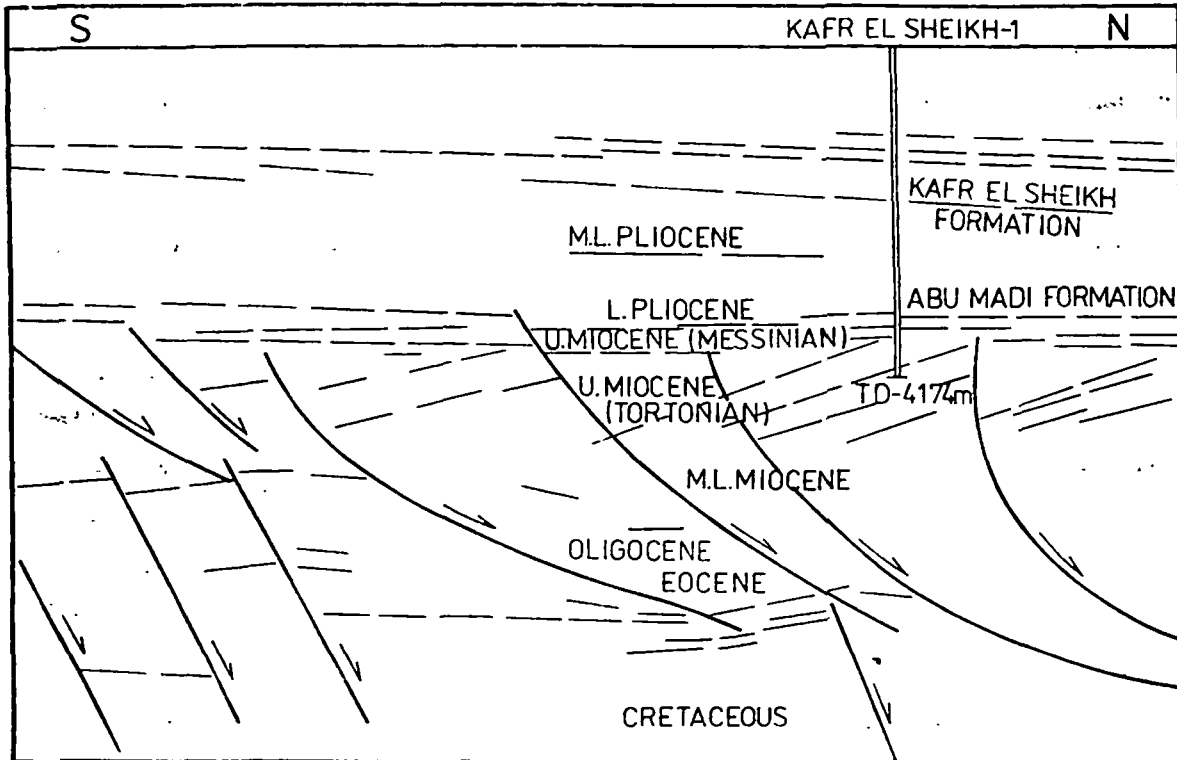 S
KAFR EL SHEIKH-1
N
KAFR EL SHEIKH
FORMATION
M.L. PLIOCENE
ABU MADI FORMATION
L. PLIOCENE
U.MIOCENE (MESSINIAN)
U.MIOCENE
(TORTONIAN)
TD-4174m
M.L.MIOCENE
OLIGOCENE
EOCENE
CRETACEOUS